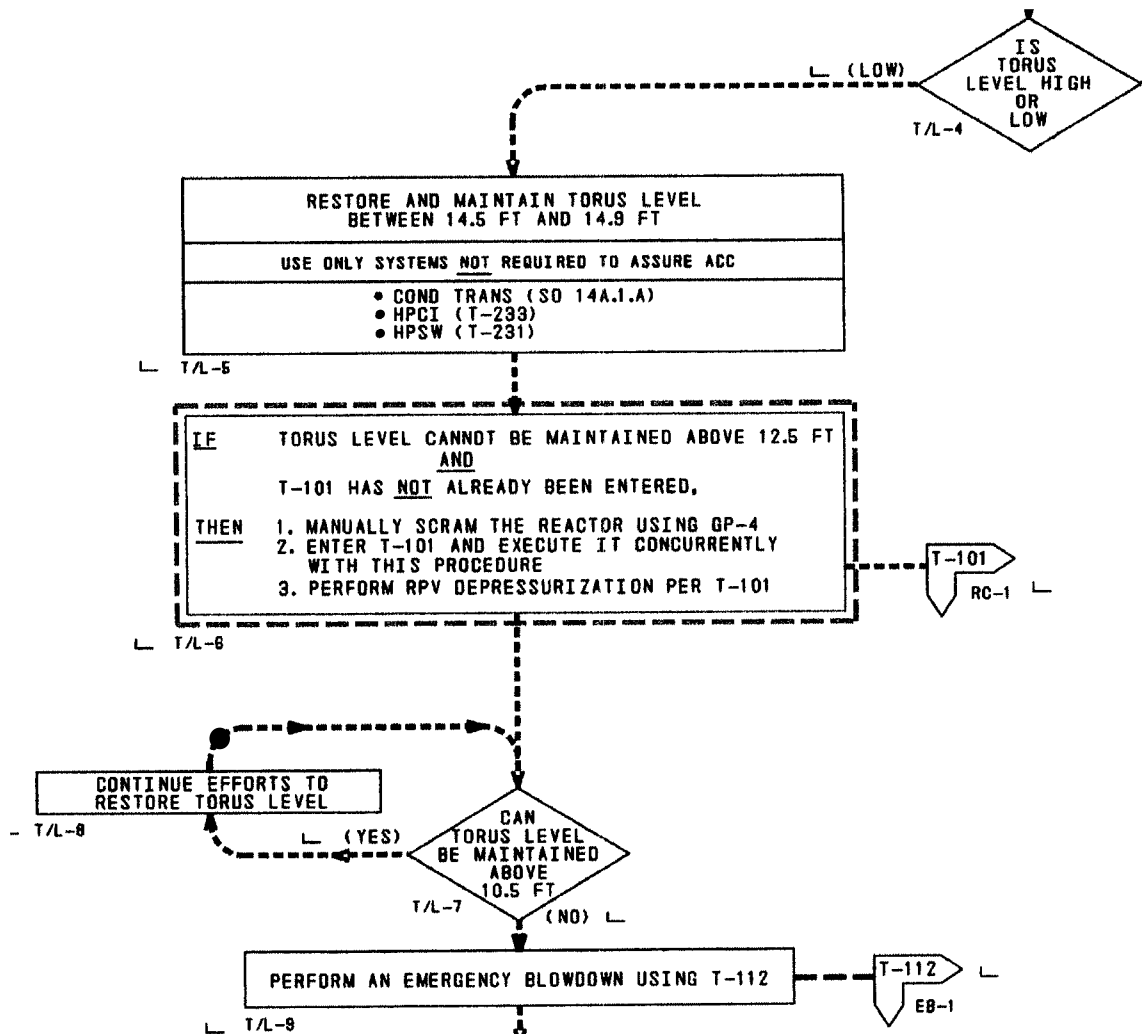 IS
TORUS
LEVEL HIGH
OR
LOW
(LOW)
T/L-4
RESTORE AND MAINTAIN TORUS LEVEL
BETWEEN 14.5 FT AND 14.9 FT
USE ONLY SYSTEMS NOT REQUIRED TO ASSURE ACC
• COND TRANS (SO 14A.1.A)
• HPCI (T-233)
• HPSW (T-231)
T/L-5
IF TORUS LEVEL CANNOT BE MAINTAINED ABOVE 12.5 FT
AND
T-101 HAS NOT ALREADY BEEN ENTERED,
THEN 1. MANUALLY SCRAM THE REACTOR USING GP-4
2. ENTER T-101 AND EXECUTE IT CONCURRENTLY
WITH THIS PROCEDURE
3. PERFORM RPV DEPRESSURIZATION PER T-101
T-101
RC-1
T/L-6
CONTINUE EFFORTS TO
RESTORE TORUS LEVEL
T/L-8
(YES)
CAN
TORUS LEVEL
BE MAINTAINED
ABOVE
10.5 FT
T/L-7
(NO)
PERFORM AN EMERGENCY BLOWDOWN USING T-112
T-112
EB-1
T/L-9